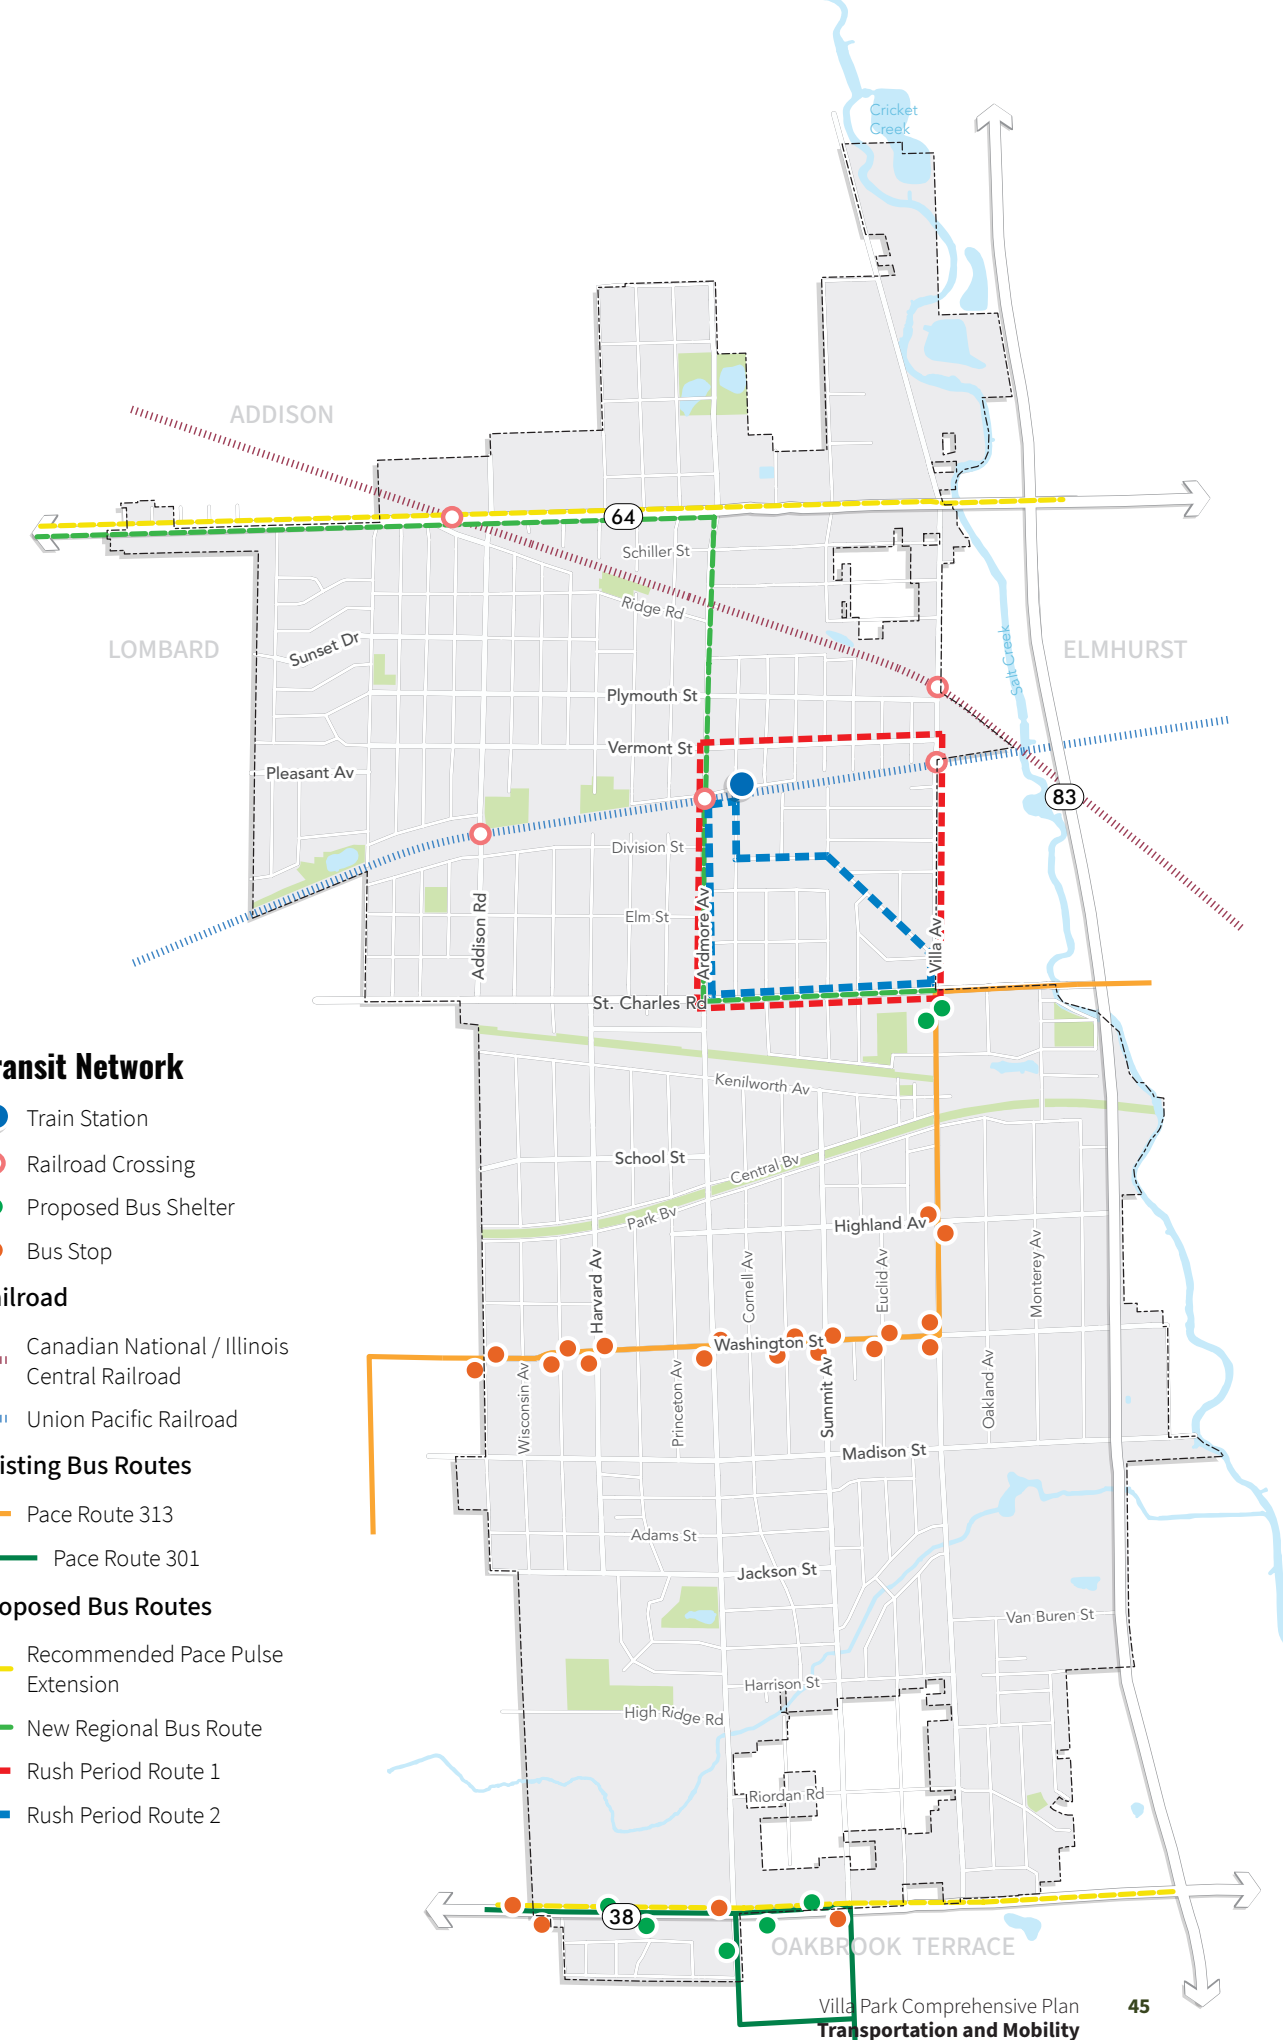 Cricket
Creek
ADDISON
64
Schiller St
Ridge Rd
LOMBARD
Sunset Dr
Salt Creek
ELMHURST
Plymouth St
Vermont St
Pleasant Av
83
Division St
Addison Rd
Ardmore Av
Elm St
Villa Av
St. Charles Rd
ransit Network
Train Station
Railroad Crossing
Proposed Bus Shelter
Bus Stop
ilroad
Canadian National / Illinois
Central Railroad
Union Pacific Railroad
isting Bus Routes
Pace Route 313
Pace Route 301
oposed Bus Routes
Recommended Pace Pulse
Extension
New Regional Bus Route
Rush Period Route 1
Rush Period Route 2
Kenilworth Av
School St
Central Bv
Park Bv
Highland Av
Harvard Av
Cornell Av
Euclid Av
Monterey Av
Washington St
Wisconsin Av
Princeton Av
Summit Av
Oakland Av
Madison St
Adams St
Jackson St
Van Buren St
Harrison St
High Ridge Rd
Riordan Rd
38
OAKBROOK TERRACE
Villa Park Comprehensive Plan 45
Transportation and Mobility